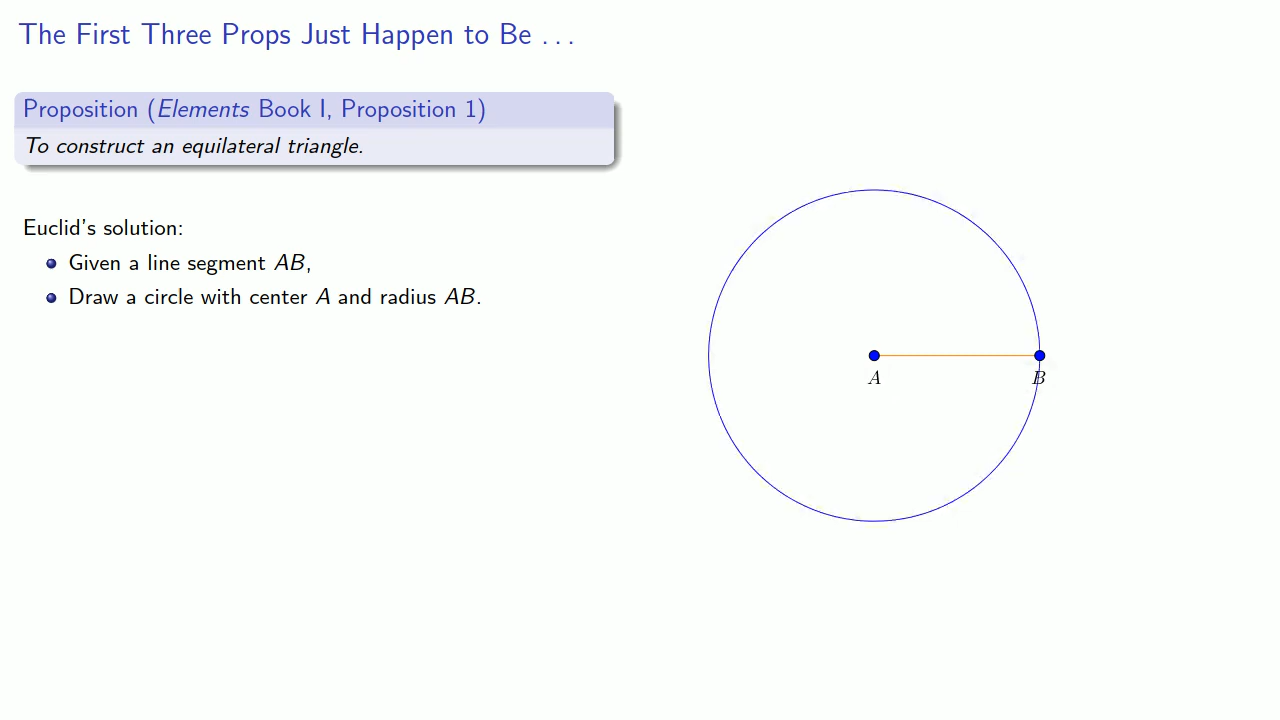 The First Three Props Just Happen to Be ...
Proposition (Elements Book I, Proposition 1)
To construct an equilateral triangle.
Euclid's solution:
Given a line segment AB,
Draw a circle with center A and radius AB.
A
B